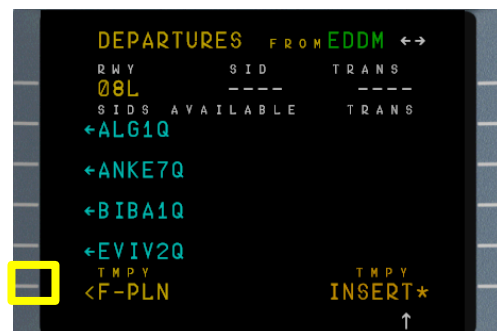 DEPARTURES FROM EDDM ←→
RWY SID TRANS
08L ---- ----
SIDS AVAILABLE TRANS
←ALG1Q
←ANKE7Q
←BIBA1Q
←EVIV2Q
TMPY TMPY
<F-PLN INSERT*
↑